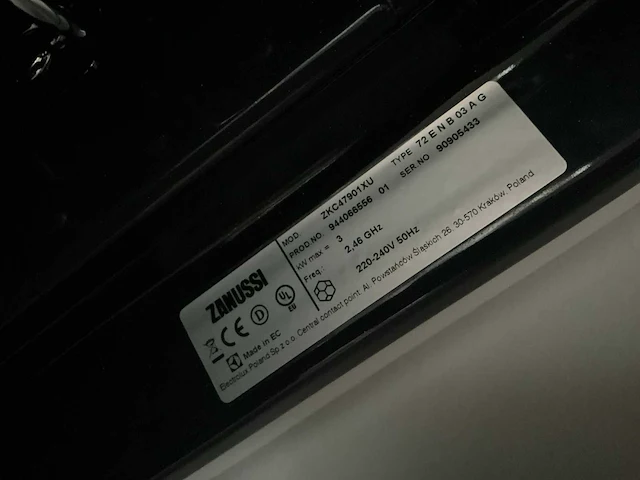 ZANUSSI
MOD. ZKC47901XU TYPE 72 E N B 03 A G
PROD.NO. 944066556 01 SER NO 90905433
kW max = 3
Freq: 2,46 GHz
220-240V 50Hz
CE D UL EM
Made in EC
Electrolux Poland Sp.z o.o. Central contact point: Al. Powstańców Śląskich 26, 30-570 Kraków, Poland